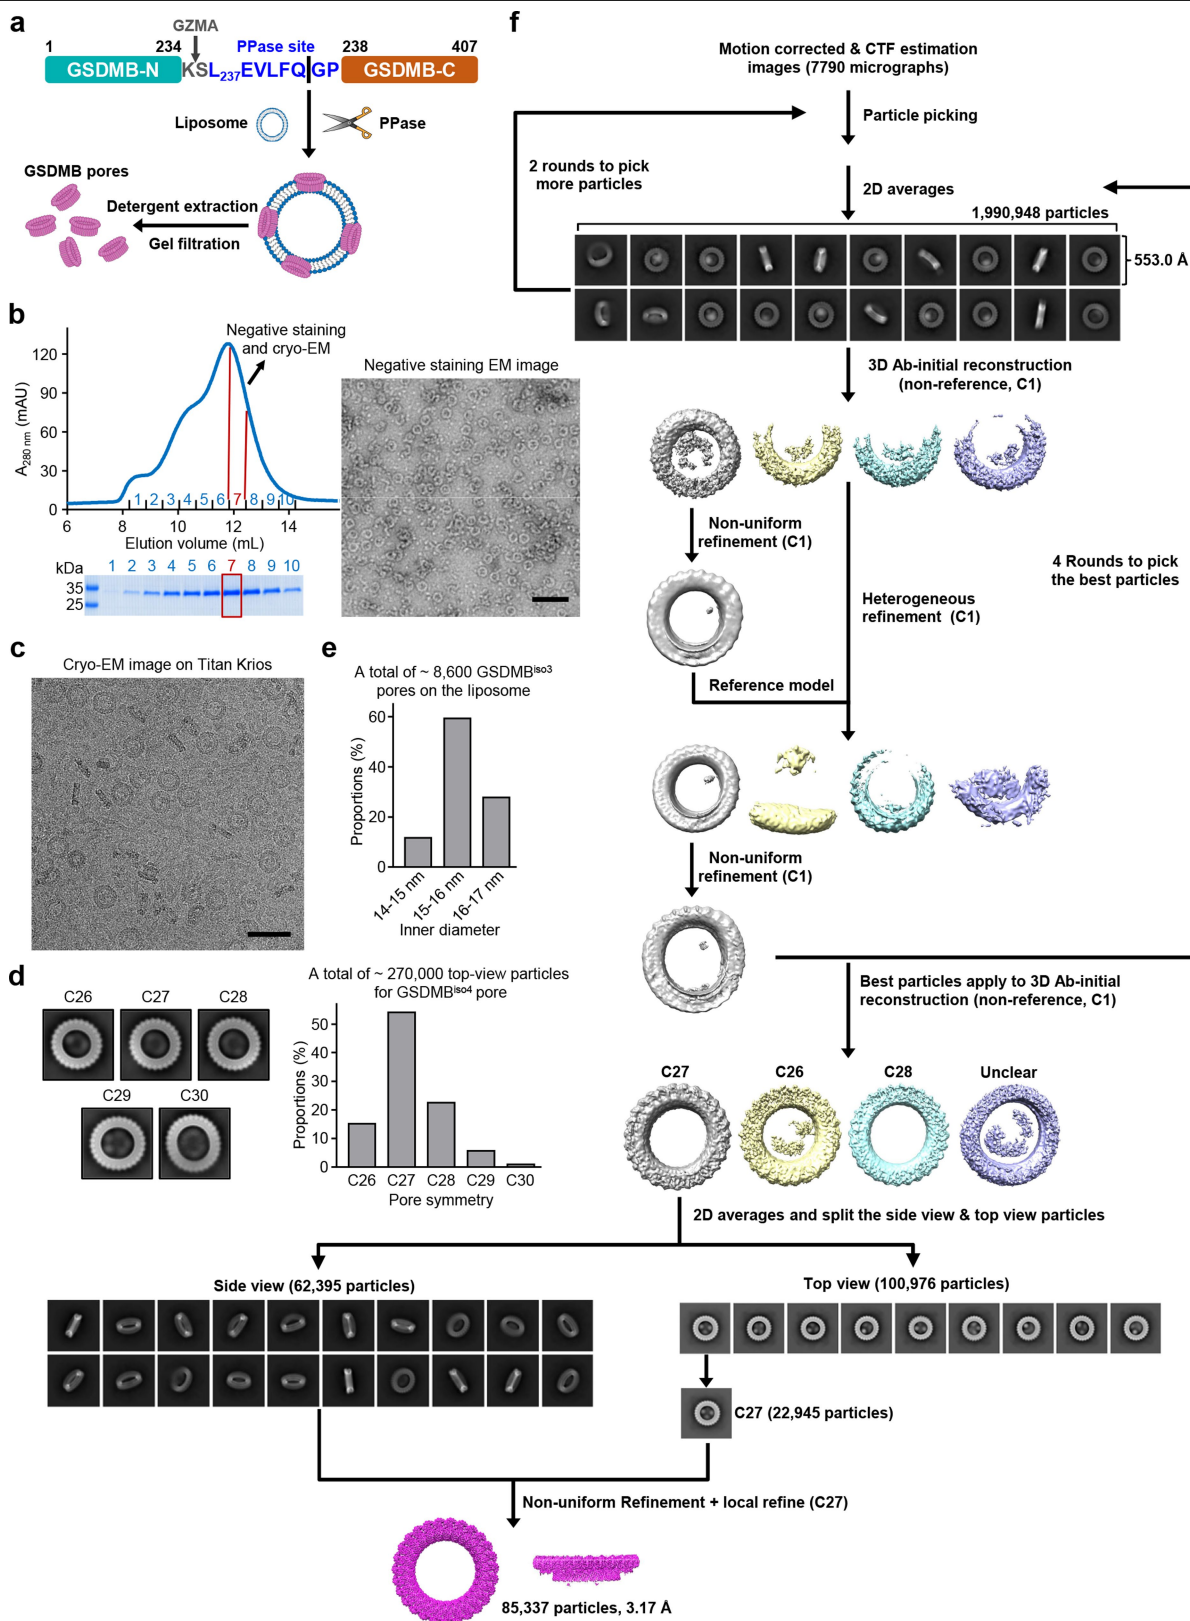 a
GZMA
1
234
PPase site
238
407
GSDMB-N
KSL237EVLFQGP
GSDMB-C
Liposome
PPase
GSDMB pores
Detergent extraction
Gel filtration
b
Negative staining
and cryo-EM
A280 nm (mAU)
120
90
60
30
0
1 2 3 4 5 6 7 8 9 10
6 8 10 12 14
Elution volume (mL)
kDa
1 2 3 4 5 6 7 8 9 10
35
25
Negative staining EM image
c
Cryo-EM image on Titan Krios
e
A total of ~ 8,600 GSDMBiso3
pores on the liposome
Proportions (%)
60
40
20
0
14-15 nm
15-16 nm
16-17 nm
Inner diameter
d
C26 C27 C28
C29 C30
A total of ~ 270,000 top-view particles
for GSDMBiso4 pore
Proportions (%)
50
40
30
20
10
0
C26 C27 C28 C29 C30
Pore symmetry
f
Motion corrected & CTF estimation
images (7790 micrographs)
Particle picking
2 rounds to pick
more particles
2D averages
1,990,948 particles
553.0 Å
3D Ab-initial reconstruction
(non-reference, C1)
Non-uniform
refinement (C1)
4 Rounds to pick
the best particles
Heterogeneous
refinement (C1)
Reference model
Non-uniform
refinement (C1)
Best particles apply to 3D Ab-initial
reconstruction (non-reference, C1)
C27 C26 C28 Unclear
2D averages and split the side view & top view particles
Side view (62,395 particles)
Top view (100,976 particles)
C27 (22,945 particles)
Non-uniform Refinement + local refine (C27)
85,337 particles, 3.17 Å